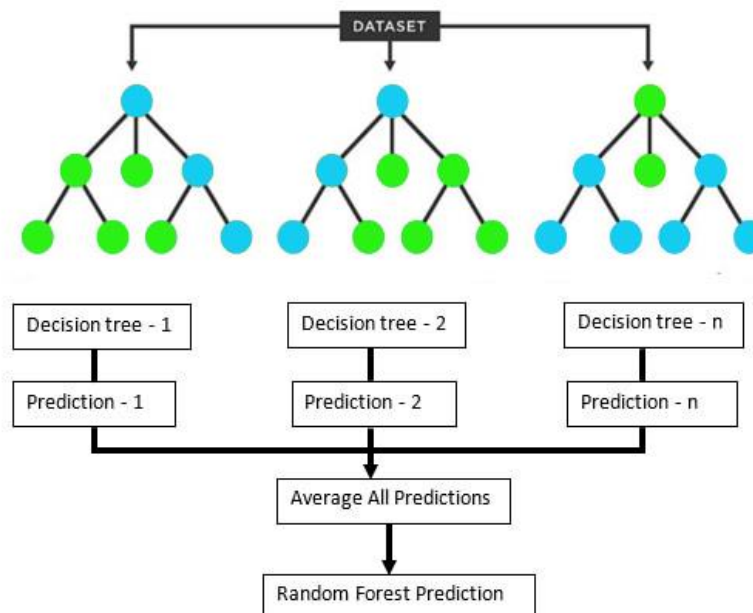 DATASET
Decision tree - 1
Decision tree - 2
Decision tree - n
Prediction - 1
Prediction - 2
Prediction - n
Average All Predictions
Random Forest Prediction